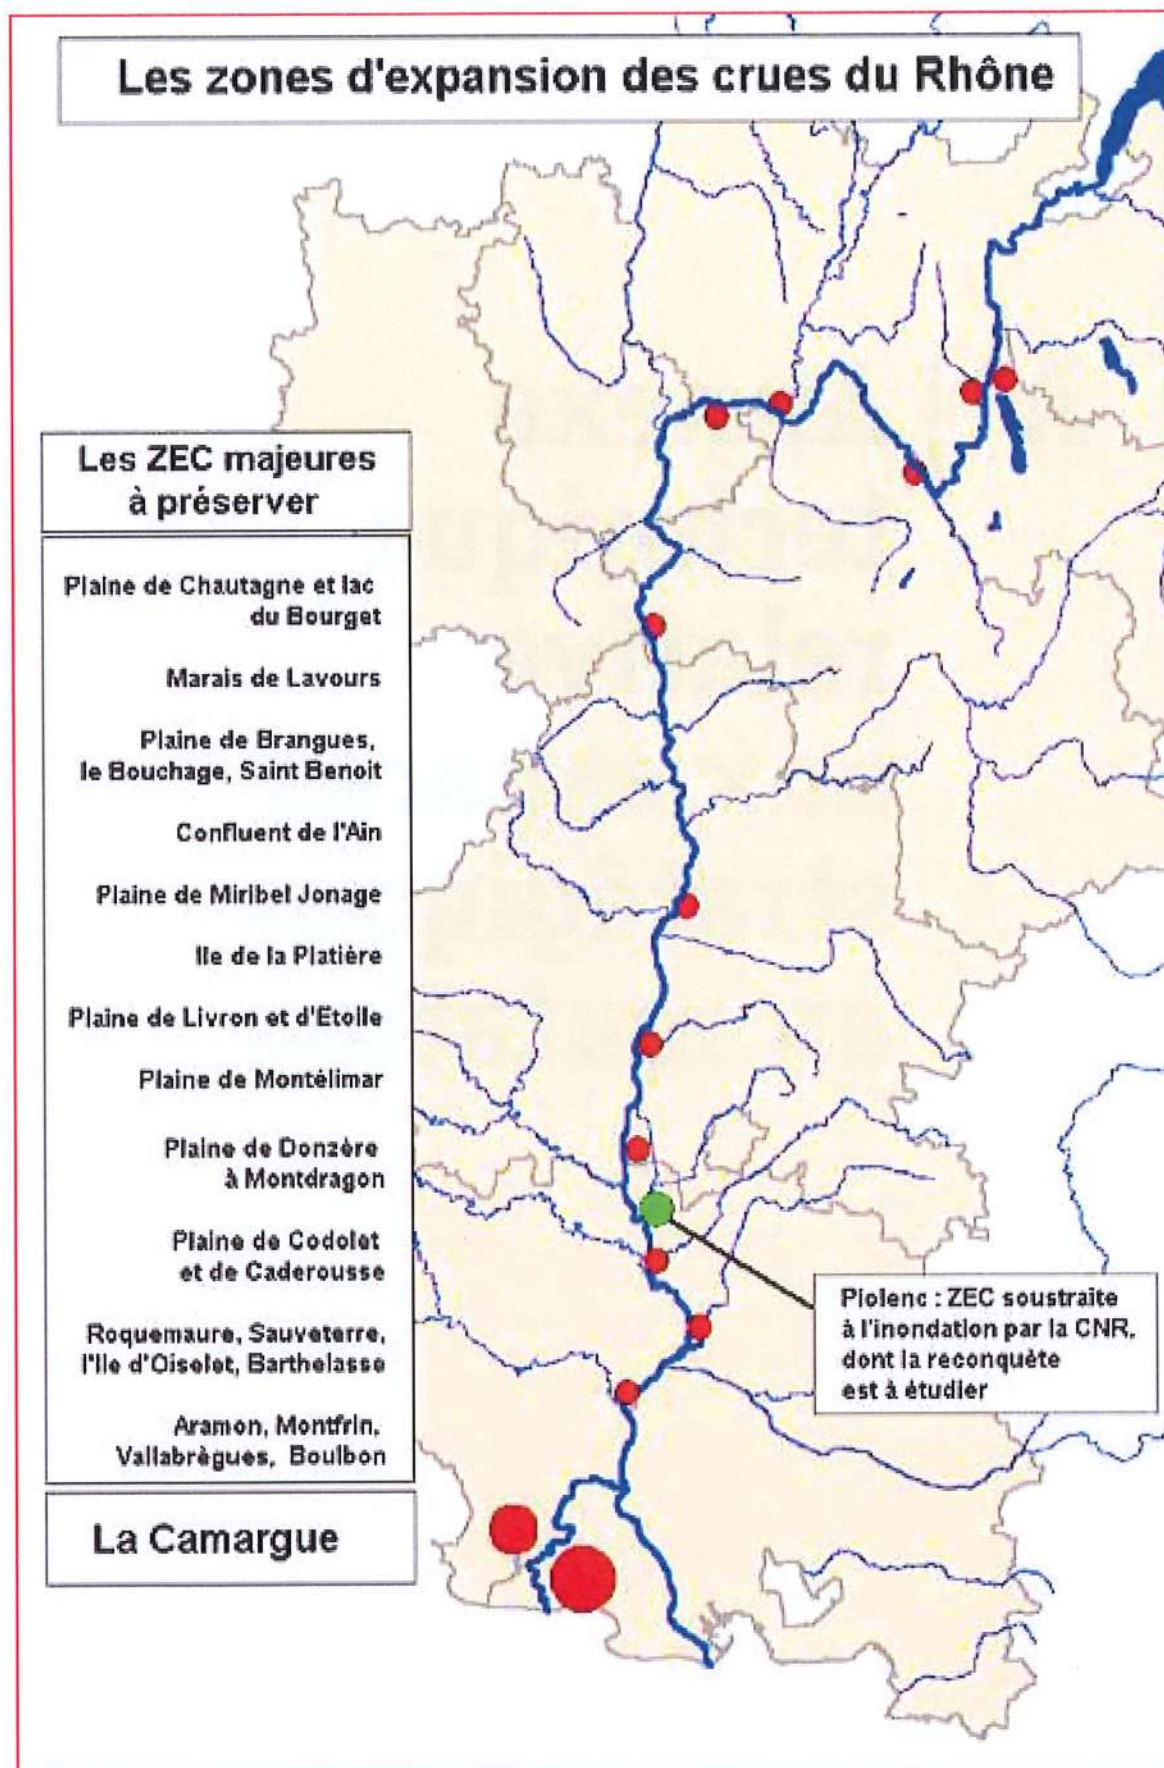 Les zones d'expansion des crues du Rhône
Les ZEC majeures
à préserver
Plaine de Chautagne et lac
du Bourget
Marais de Lavours
Plaine de Brangues,
le Bouchage, Saint Benoit
Confluent de l'Ain
Plaine de Miribel Jonage
Ile de la Platière
Plaine de Livron et d'Etoile
Plaine de Montélimar
Plaine de Donzère
à Montdragon
Plaine de Codolet
et de Caderousse
Roquemaure, Sauveterre,
l'Ile d'Oiselet, Barthelasse
Aramon, Montfrin,
Vallabrègues, Boulbon
La Camargue
Piolenc : ZEC soustraite
à l'inondation par la CNR,
dont la reconquête
est à étudier